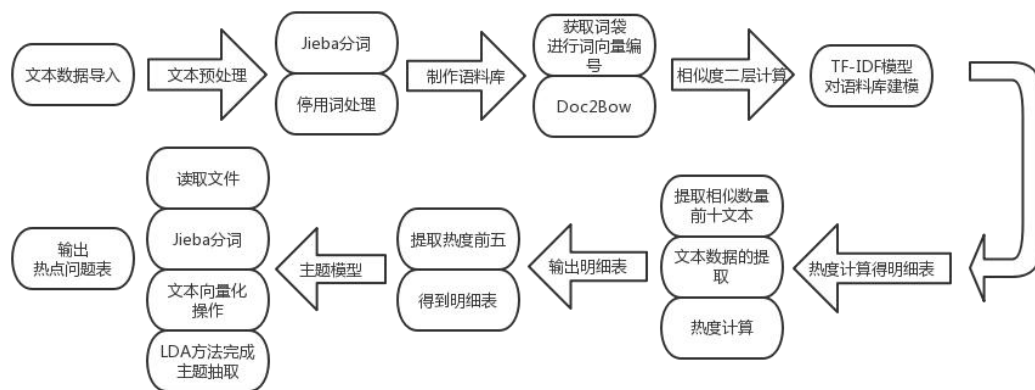 文本数据导入
文本预处理
Jieba分词
停用词处理
制作语料库
获取词袋
进行词向量编
号
Doc2Bow
相似度二层计算
TF-IDF模型
对语料库建模
热度计算得明细表
提取相似数量
前十文本
文本数据的提
取
热度计算
输出明细表
提取热度前五
得到明细表
主题模型
读取文件
Jieba分词
文本向量化
操作
LDA方法完成
主题抽取
输出
热点问题表